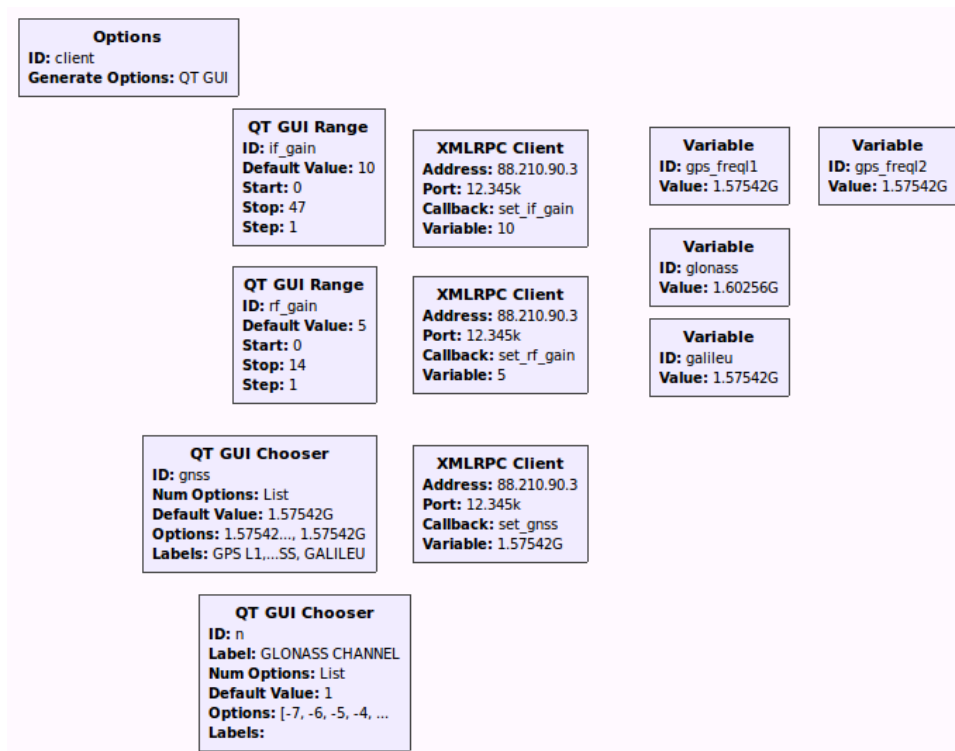 Options
ID: client
Generate Options: QT GUI
QT GUI Range
ID: if_gain
Default Value: 10
Start: 0
Stop: 47
Step: 1
XMLRPC Client
Address: 88.210.90.3
Port: 12.345k
Callback: set_if_gain
Variable: 10
Variable
ID: gps_freql1
Value: 1.57542G
Variable
ID: gps_freql2
Value: 1.57542G
Variable
ID: glonass
Value: 1.60256G
QT GUI Range
ID: rf_gain
Default Value: 5
Start: 0
Stop: 14
Step: 1
XMLRPC Client
Address: 88.210.90.3
Port: 12.345k
Callback: set_rf_gain
Variable: 5
Variable
ID: galileu
Value: 1.57542G
QT GUI Chooser
ID: gnss
Num Options: List
Default Value: 1.57542G
Options: 1.57542..., 1.57542G
Labels: GPS L1,...SS, GALILEU
XMLRPC Client
Address: 88.210.90.3
Port: 12.345k
Callback: set_gnss
Variable: 1.57542G
QT GUI Chooser
ID: n
Label: GLONASS CHANNEL
Num Options: List
Default Value: 1
Options: [-7, -6, -5, -4, ...
Labels: